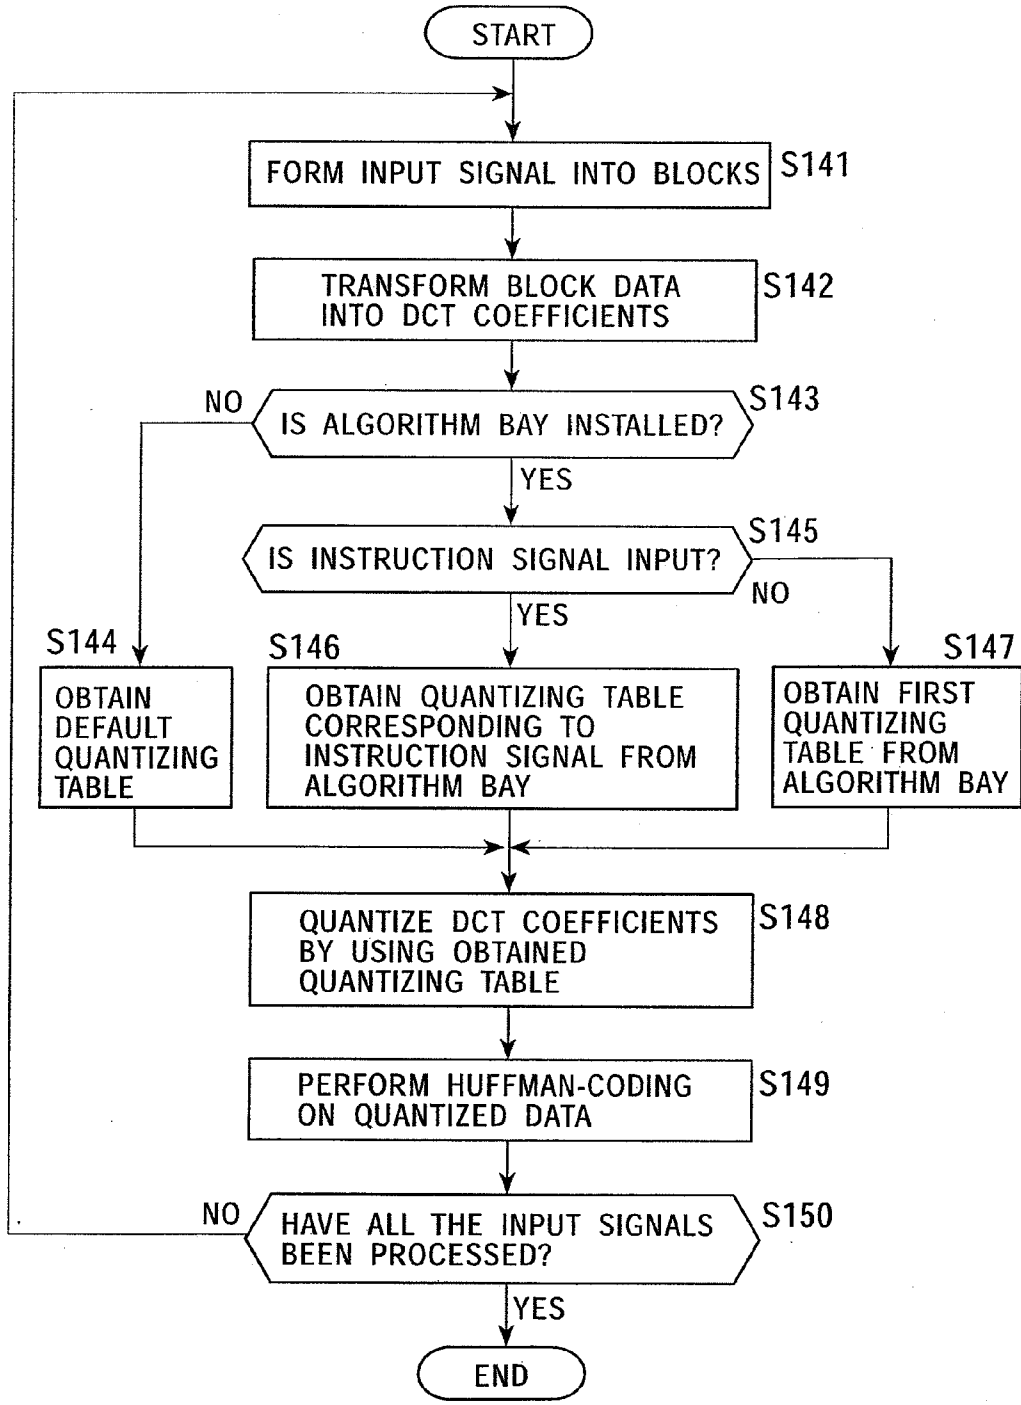 START
FORM INPUT SIGNAL INTO BLOCKS
S141
TRANSFORM BLOCK DATA
INTO DCT COEFFICIENTS
S142
IS ALGORITHM BAY INSTALLED?
S143
NO
YES
IS INSTRUCTION SIGNAL INPUT?
S145
NO
YES
S144
OBTAIN
DEFAULT
QUANTIZING
TABLE
S146
OBTAIN QUANTIZING TABLE
CORRESPONDING TO
INSTRUCTION SIGNAL FROM
ALGORITHM BAY
S147
OBTAIN FIRST
QUANTIZING
TABLE FROM
ALGORITHM BAY
QUANTIZE DCT COEFFICIENTS
BY USING OBTAINED
QUANTIZING TABLE
S148
PERFORM HUFFMAN-CODING
ON QUANTIZED DATA
S149
NO
HAVE ALL THE INPUT SIGNALS
BEEN PROCESSED?
S150
YES
END